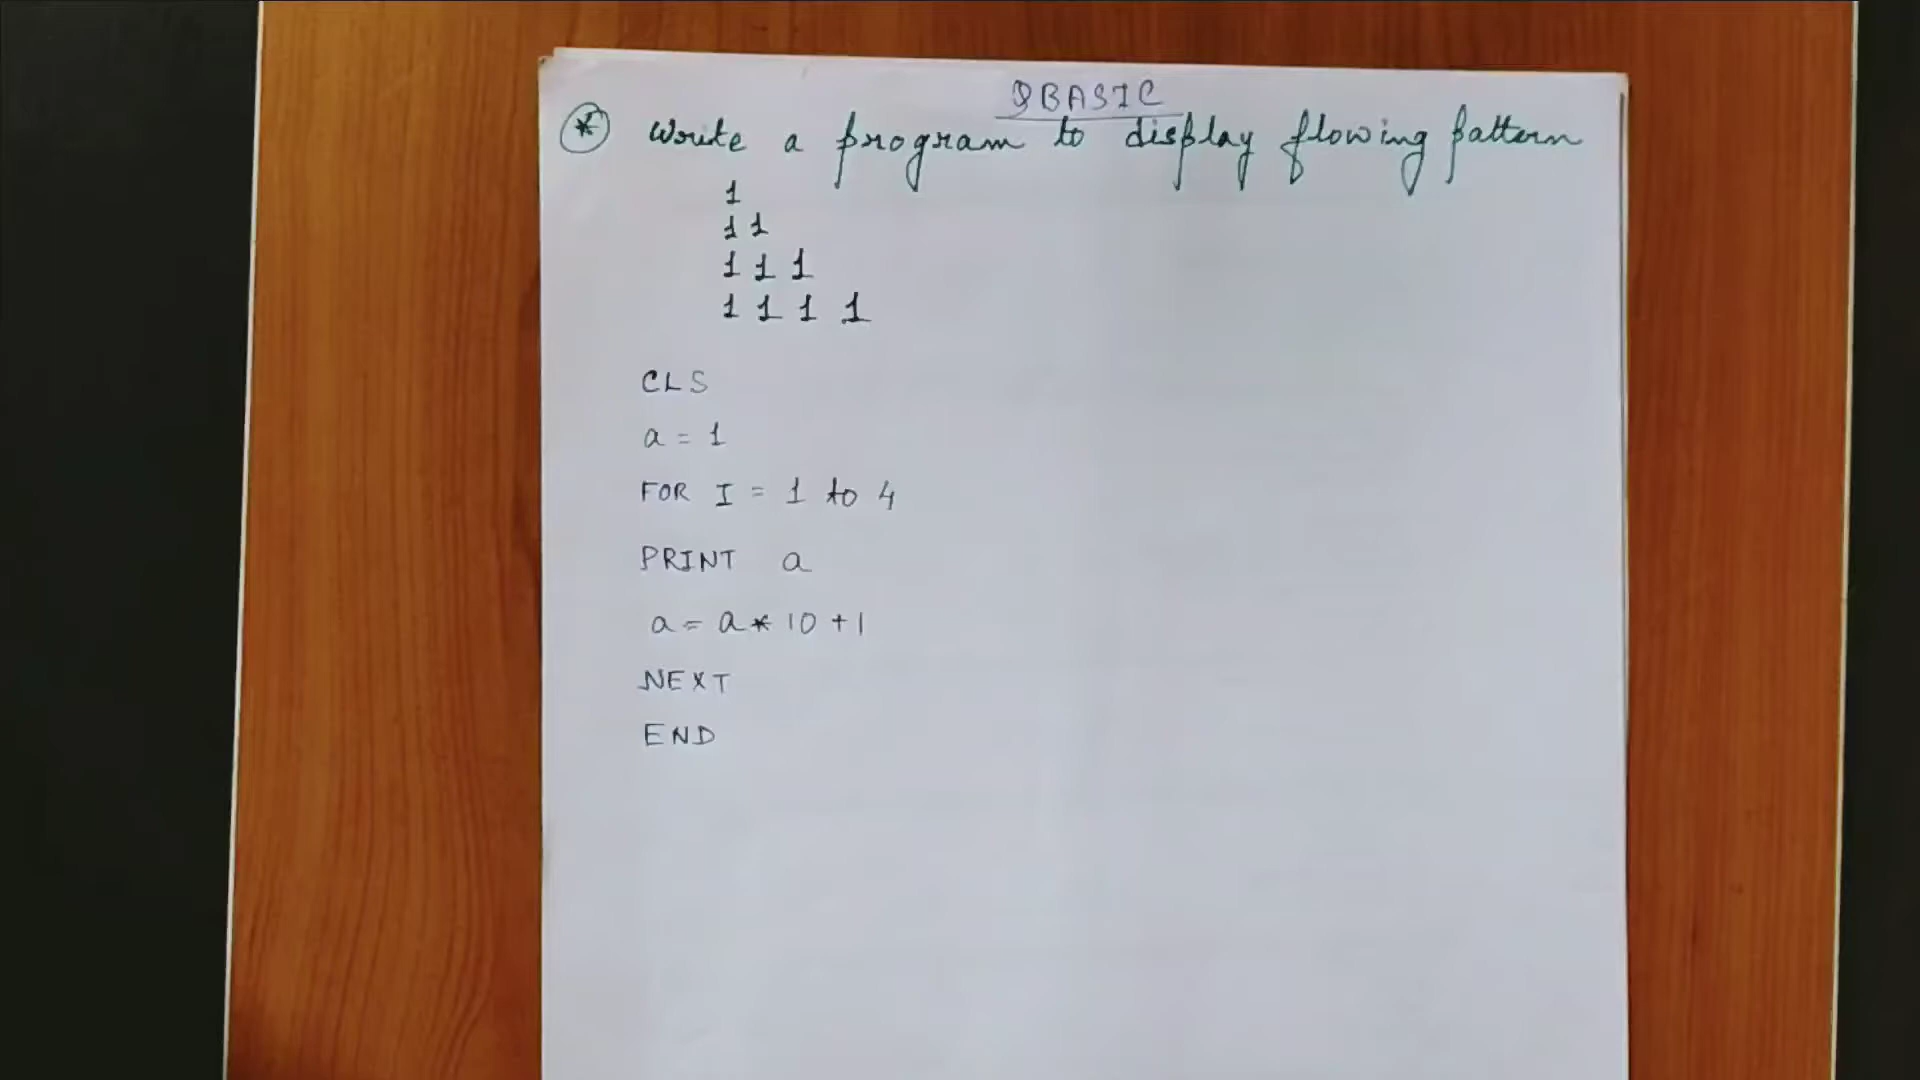 QBASIC
* Write a program to display flowing pattern
1
1 1
1 1 1
1 1 1 1
CLS
a = 1
FOR I = 1 to 4
PRINT a
a = a * 10 + 1
NEXT
END